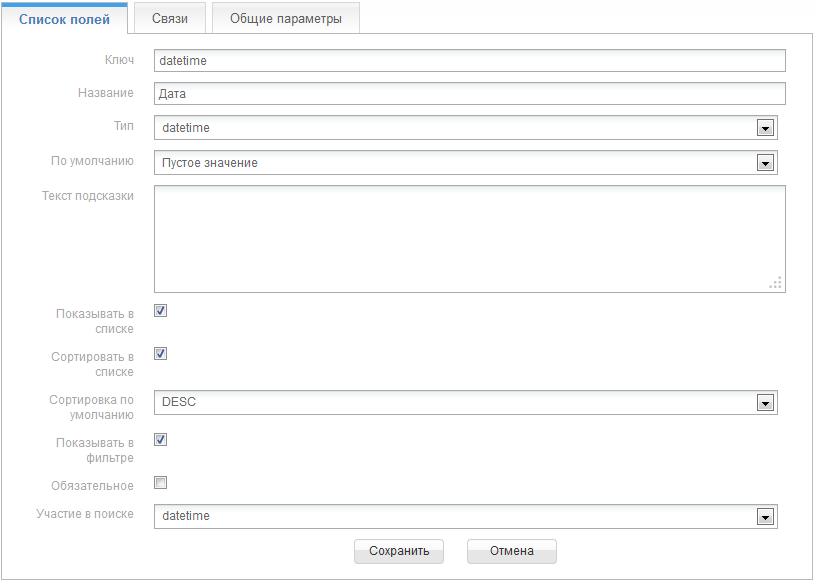 Список полей Связи Общие параметры
Ключ datetime
Название Дата
Тип datetime
По умолчанию Пустое значение
Текст подсказки
Показывать в
списке
Сортировать в
списке
Сортировка по
умолчанию DESC
Показывать в
фильтре
Обязательное
Участие в поиске datetime
Сохранить Отмена